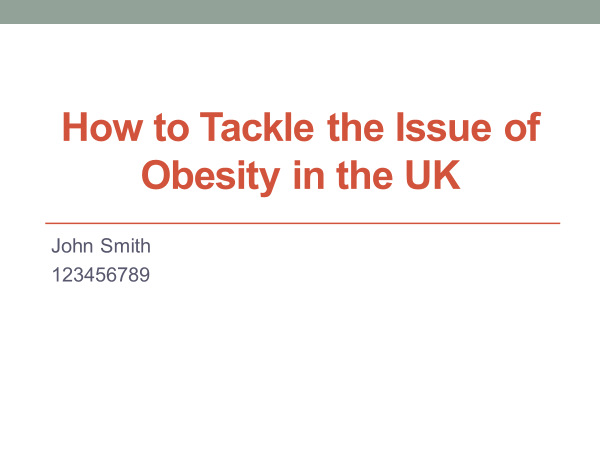 How to Tackle the Issue of
Obesity in the UK
John Smith
123456789